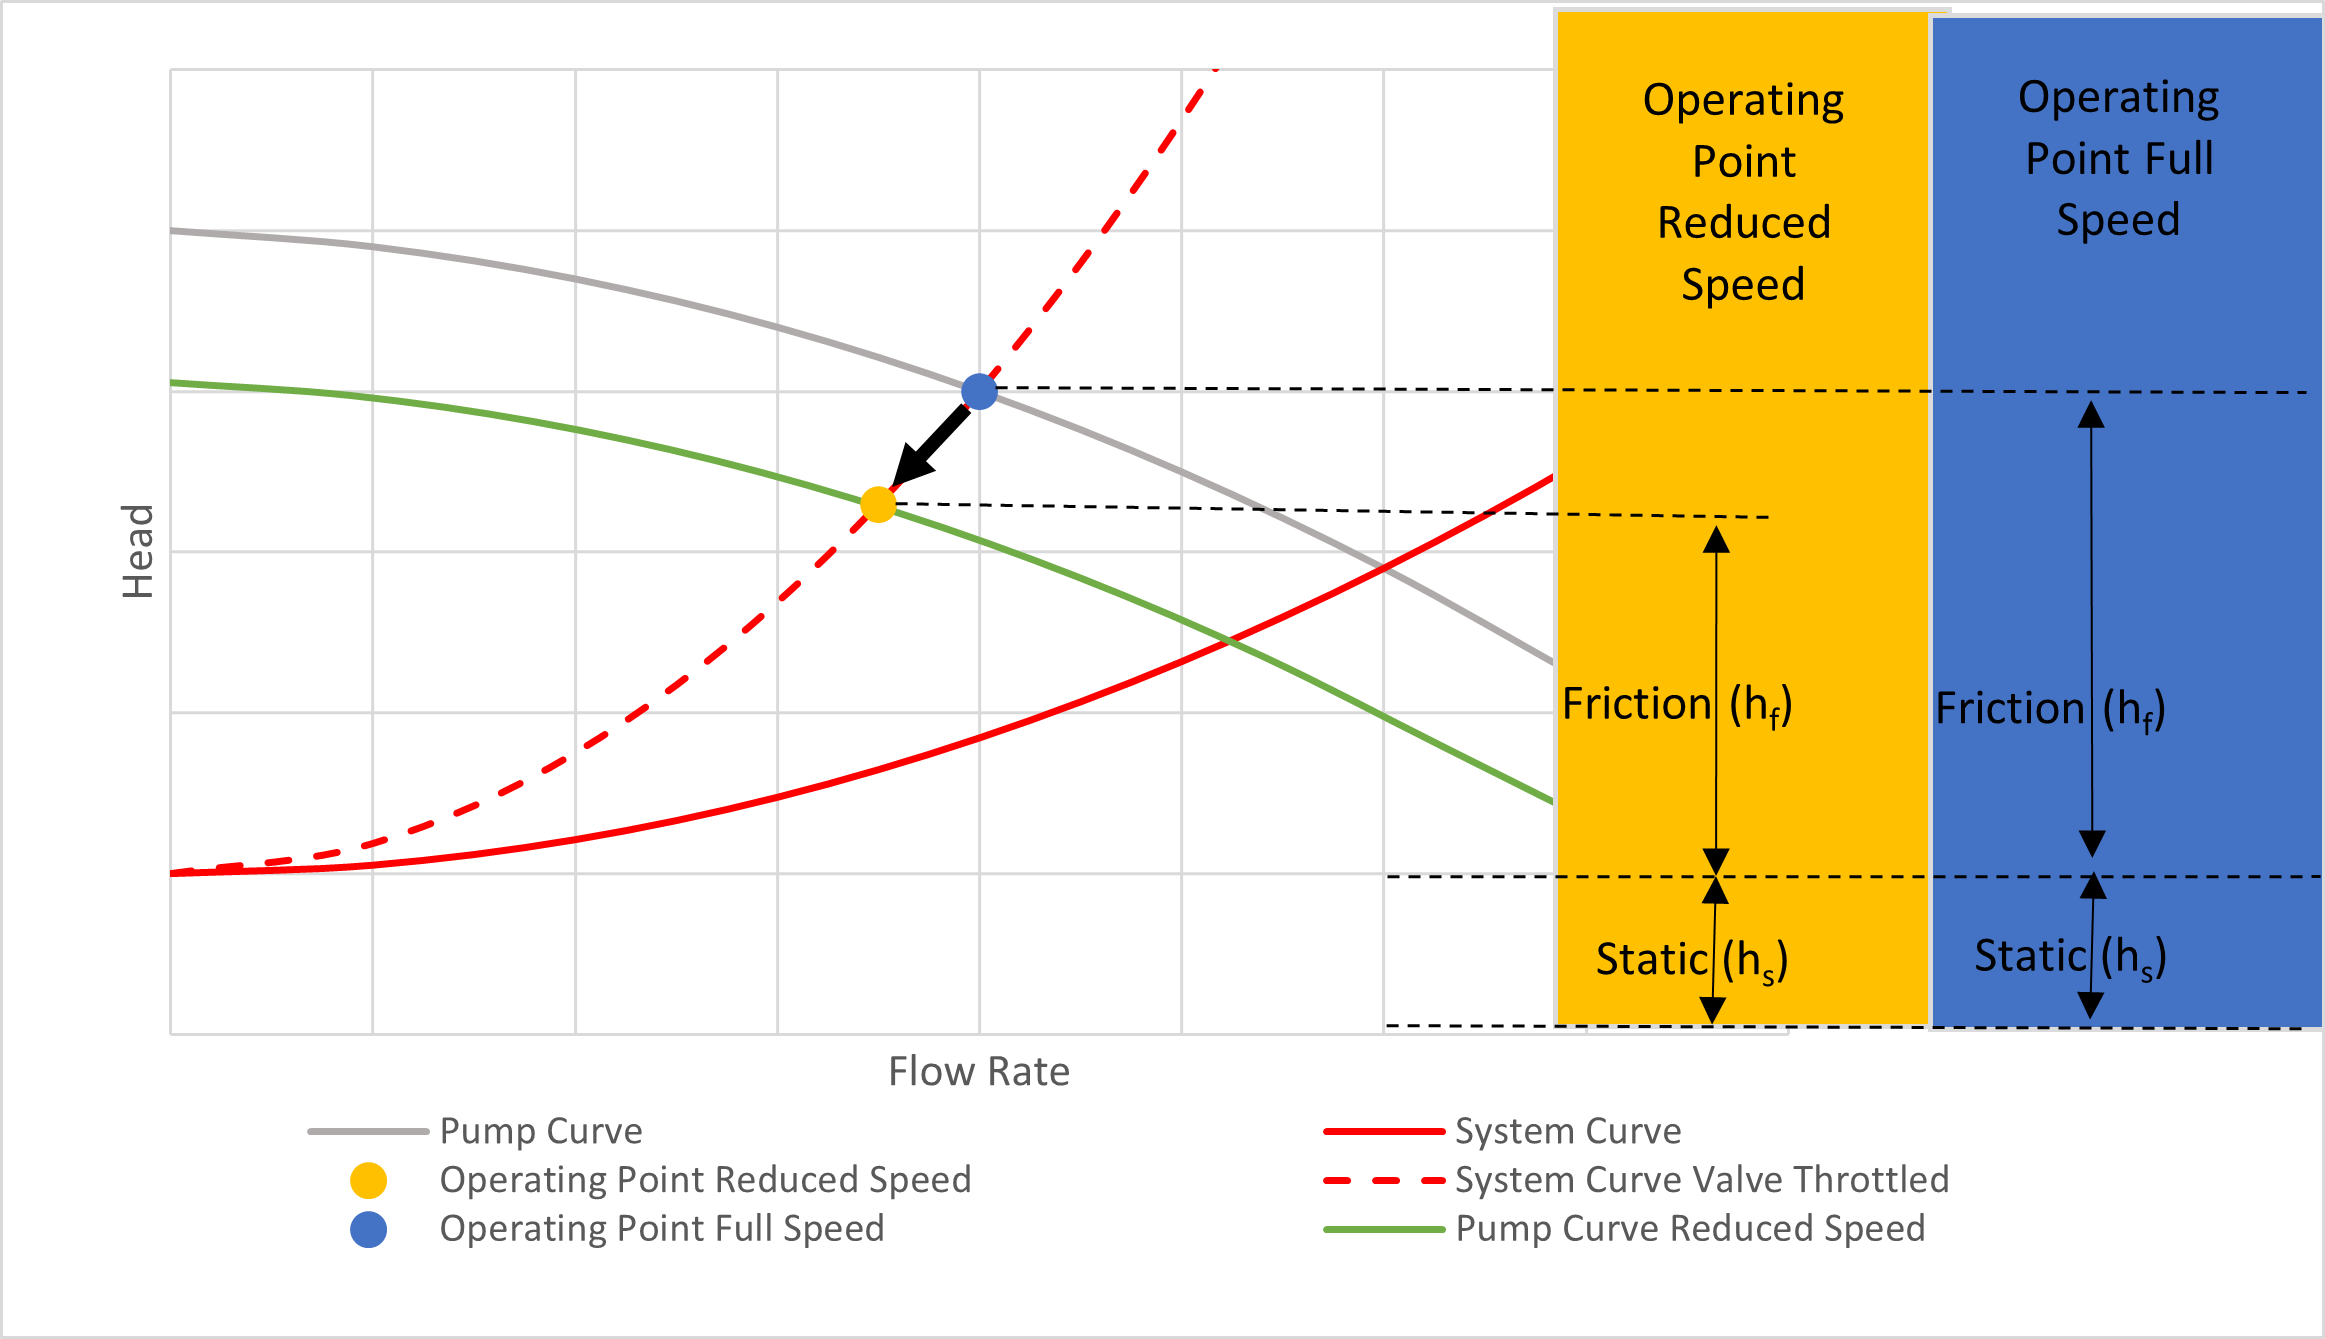 Operating
Point
Reduced
Speed
Operating
Point Full
Speed
Head
Friction (hf)
Friction (hf)
Static (hs)
Static (hs)
Flow Rate
Pump Curve
System Curve
Operating Point Reduced Speed
System Curve Valve Throttled
Operating Point Full Speed
Pump Curve Reduced Speed